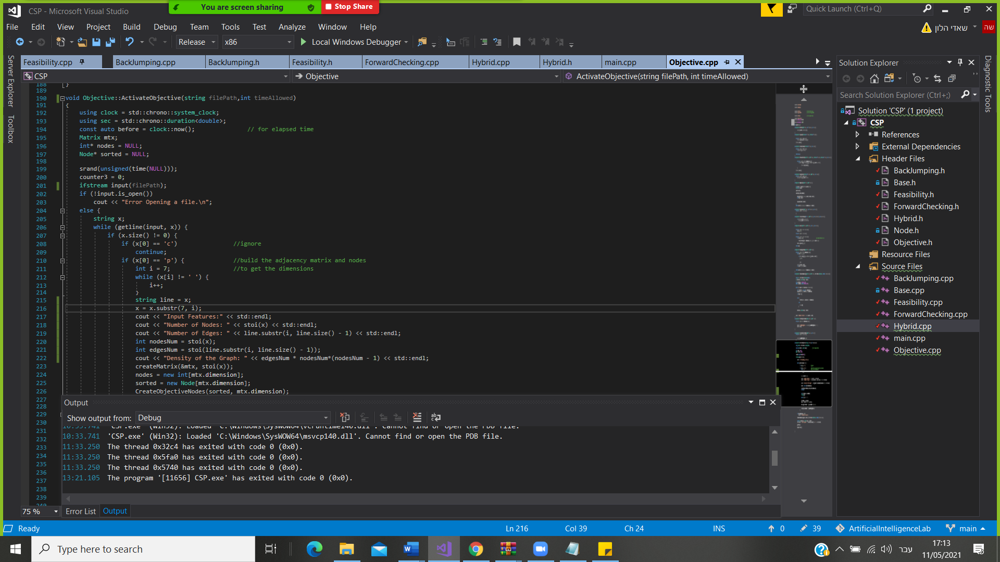 CSP - Microsoft Visual Studio
You are screen sharing
Stop Share
Quick Launch (Ctrl+Q)
File Edit View Project Build Debug Team Tools Test Analyze Window Help
שאדי הלון
שה
Release x86 Local Windows Debugger
Server Explorer
Toolbox
Feasibility.cpp BackJumping.cpp BackJumping.h Feasibility.h ForwardChecking.cpp Hybrid.cpp Hybrid.h main.cpp Objective.cpp
CSP Objective ActivateObjective(string filePath, int timeAllowed)
188 }
189
190 void Objective::ActivateObjective(string filePath,int timeAllowed)
191 {
192 using clock = std::chrono::system_clock;
193 using sec = std::chrono::duration<double>;
194 const auto before = clock::now(); // for elapsed time
195 Matrix mtx;
196 int* nodes = NULL;
197 Node* sorted = NULL;
198
199 srand(unsigned(time(NULL)));
200 counter3 = 0;
201 ifstream input(filePath);
202 if (!input.is_open())
203 cout << "Error Opening a file.\n";
204 else {
205 string x;
206 while (getline(input, x)) {
207 if (x.size() != 0) {
208 if (x[0] == 'c') //ignore
209 continue;
210 if (x[0] == 'p') { //build the adjacency matrix and nodes
211 int i = 7; //to get the dimensions
212 while (x[i] != ' ') {
213 i++;
214 }
215 string line = x;
216 x = x.substr(7, i);
217 cout << "Input Features:" << std::endl;
218 cout << "Number of Nodes: " << stoi(x) << std::endl;
219 cout << "Number of Edges: " << line.substr(i, line.size() - 1) << std::endl;
220 int nodesNum = stoi(x);
221 int edgesNum = stoi(line.substr(i, line.size() - 1));
222 cout << "Density of the Graph: " << edgesNum * nodesNum*(nodesNum - 1) << std::endl;
223 createMatrix(&mtx, stoi(x));
224 nodes = new int[mtx.dimension];
225 sorted = new Node[mtx.dimension];
226 CreateObjectiveNodes(sorted, mtx.dimension);
227
228
229
230
231
232
233
234
235
236
237
238
239
240
Output
Show output from: Debug
10:33.741 'CSP.exe' (Win32): Loaded 'C:\Windows\SysWOW64\vcruntime140.dll'. Cannot find or open the PDB file.
10:33.741 'CSP.exe' (Win32): Loaded 'C:\Windows\SysWOW64\msvcp140.dll'. Cannot find or open the PDB file.
11:33.250 The thread 0x32c4 has exited with code 0 (0x0).
11:33.250 The thread 0x5fa0 has exited with code 0 (0x0).
11:33.250 The thread 0x5740 has exited with code 0 (0x0).
13:21.105 The program '[11656] CSP.exe' has exited with code 0 (0x0).
75 %
Error List Output
Solution Explorer
Search Solution Explorer (Ctrl+;)
Solution 'CSP' (1 project)
CSP
References
External Dependencies
Header Files
BackJumping.h
Base.h
Feasibility.h
ForwardChecking.h
Hybrid.h
Node.h
Objective.h
Resource Files
Source Files
BackJumping.cpp
Base.cpp
Feasibility.cpp
ForwardChecking.cpp
Hybrid.cpp
main.cpp
Objective.cpp
Diagnostic Tools
Ready Ln 216 Col 39 Ch 24 INS 0 39 ArtificialIntelligenceLab main
Type here to search
עבר
17:13
11/05/2021